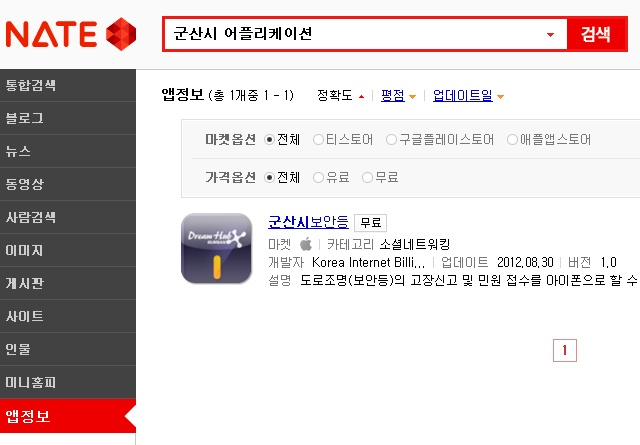 NATE
군산시 어플리케이션
검색
통합검색
블로그
뉴스
동영상
사람검색
이미지
게시판
사이트
인물
미니홈피
앱정보
앱정보 (총 1개중 1 - 1) 정확도 평점 업데이트일
마켓옵션 전체 티스토어 구글플레이스토어 애플앱스토어
가격옵션 전체 유료 무료
Dream Hub
군산시보안등 무료
마켓 카테고리 소셜네트워킹
개발자 Korea Internet Billi... 업데이트 2012.08.30 버전 1.0
설명 도로조명(보안등)의 고장신고 및 민원 접수를 아이폰으로 할 수
1